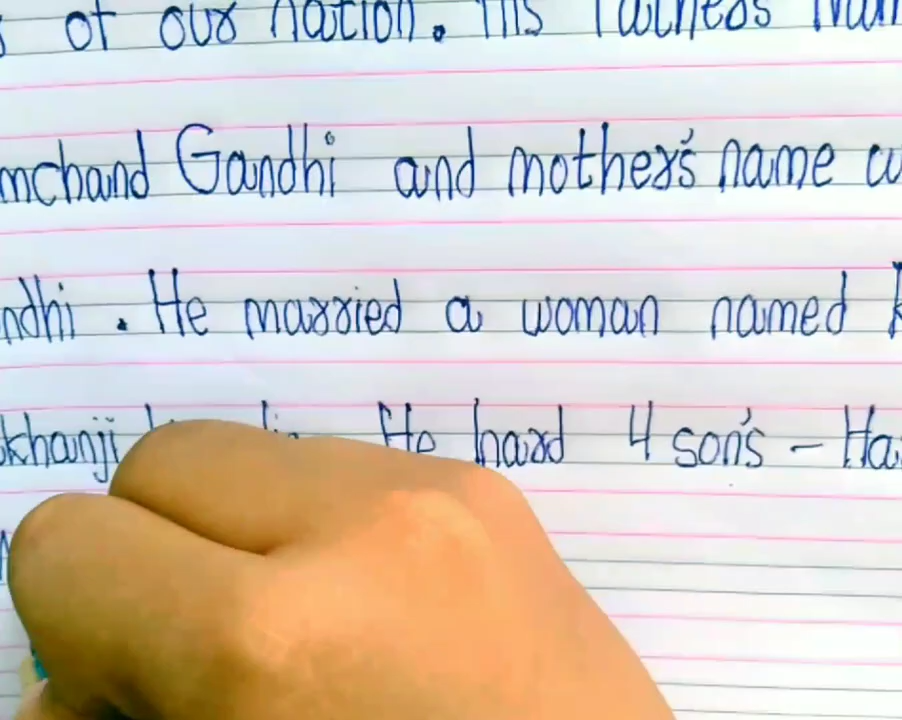 of our nation. His Father's
mchand Gandhi and mother's name
ndhi. He married a woman named
khanji He hard 4 son's - Ha